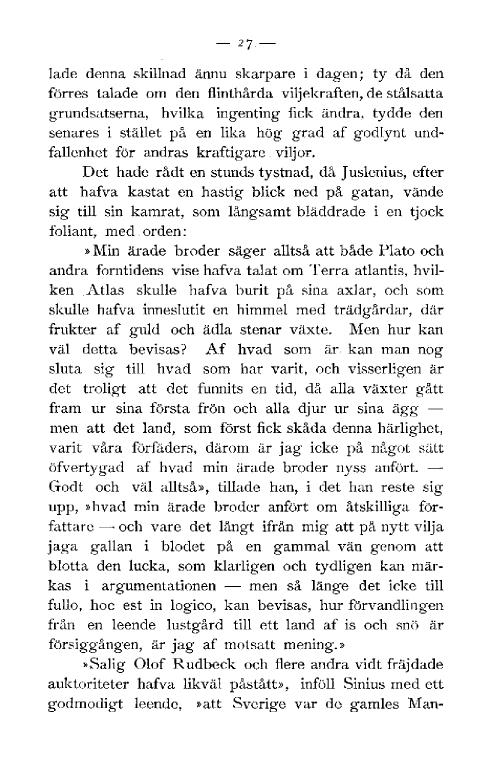 — 27 —
lade denna skillnad ännu skarpare i dagen; ty då den
förres talade om den flinthårda viljekraften, de stålsatta
grundsatserna, hvilka ingenting fick ändra, tydde den
senares i stället på en lika hög grad af godlynt und-
fallenhet för andras kraftigare viljor.
Det hade rådt en stunds tystnad, då Juslenius, efter
att hafva kastat en hastig blick ned på gatan, vände
sig till sin kamrat, som långsamt bläddrade i en tjock
foliant, med orden:
»Min ärade broder säger alltså att både Plato och
andra forntidens vise hafva talat om Terra atlantis, hvil-
ken Atlas skulle hafva burit på sina axlar, och som
skulle hafva inneslutit en himmel med trädgårdar, där
frukter af guld och ädla stenar växte. Men hur kan
väl detta bevisas? Af hvad som är kan man nog
sluta sig till hvad som har varit, och visserligen är
det troligt att det funnits en tid, då alla växter gått
fram ur sina första frön och alla djur ur sina ägg —
men att det land, som först fick skåda denna härlighet,
varit våra förfäders, därom är jag icke på något sätt
öfvertygad af hvad min ärade broder nyss anfört. —
Godt och väl alltså», tillade han, i det han reste sig
upp, »hvad min ärade broder anfört om åtskilliga för-
fattare — och vare det långt ifrån mig att på nytt vilja
jaga gallan i blodet på en gammal vän genom att
blotta den lucka, som klarligen och tydligen kan mär-
kas i argumentationen — men så länge det icke till
fullo, hoc est in logico, kan bevisas, hur förvandlingen
från en leende lustgård till ett land af is och snö är
försiggången, är jag af motsatt mening.»
»Salig Olof Rudbeck och flere andra vidt fräjdade
auktoriteter hafva likväl påstått», inföll Sinius med ett
godmodigt leende, »att Sverige var de gamles Man-